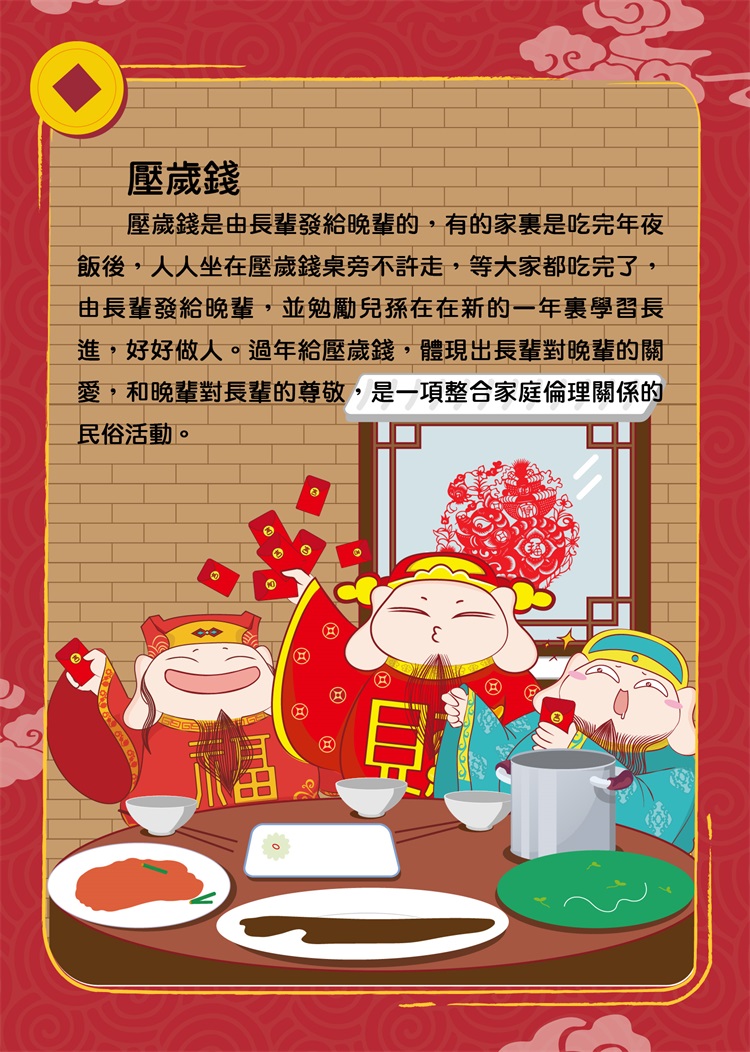 壓歲錢
壓歲錢是由長輩發給晚輩的，有的家裏是吃完年夜
飯後，人人坐在壓歲錢桌旁不許走，等大家都吃完了，
由長輩發給晚輩，並勉勵兒孫在在新的一年裏學習長
進，好好做人。過年給壓歲錢，體現出長輩對晚輩的關
愛，和晚輩對長輩的尊敬，是一項整合家庭倫理關係的
民俗活動。
福
福